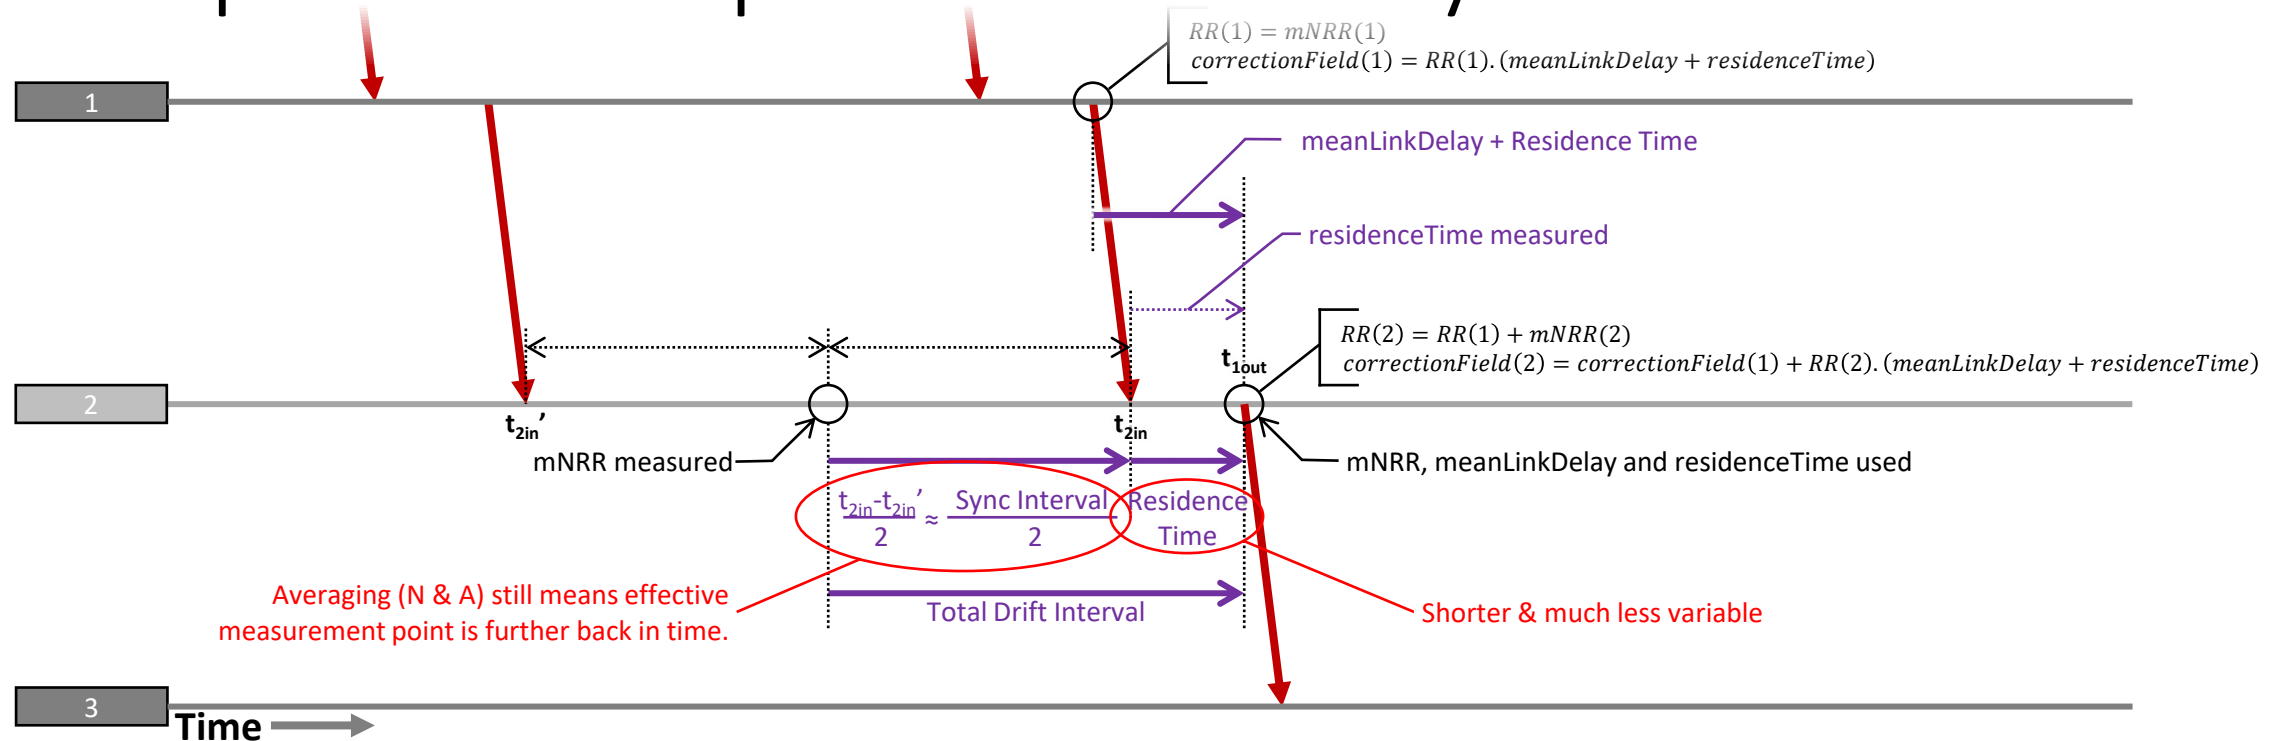 RR(1) = mNRR(1)
correctionField(1) = RR(1).(meanLinkDelay + residenceTime)
1
meanLinkDelay + Residence Time
residenceTime measured
RR(2) = RR(1) + mNRR(2)
correctionField(2) = correctionField(1) + RR(2).(meanLinkDelay + residenceTime)
t1out
2
t2in’
t2in
mNRR measured
mNRR, meanLinkDelay and residenceTime used
t2in-t2in’ ≈ Sync Interval
2 2
Residence
Time
Averaging (N & A) still means effective
measurement point is further back in time.
Total Drift Interval
Shorter & much less variable
3
Time